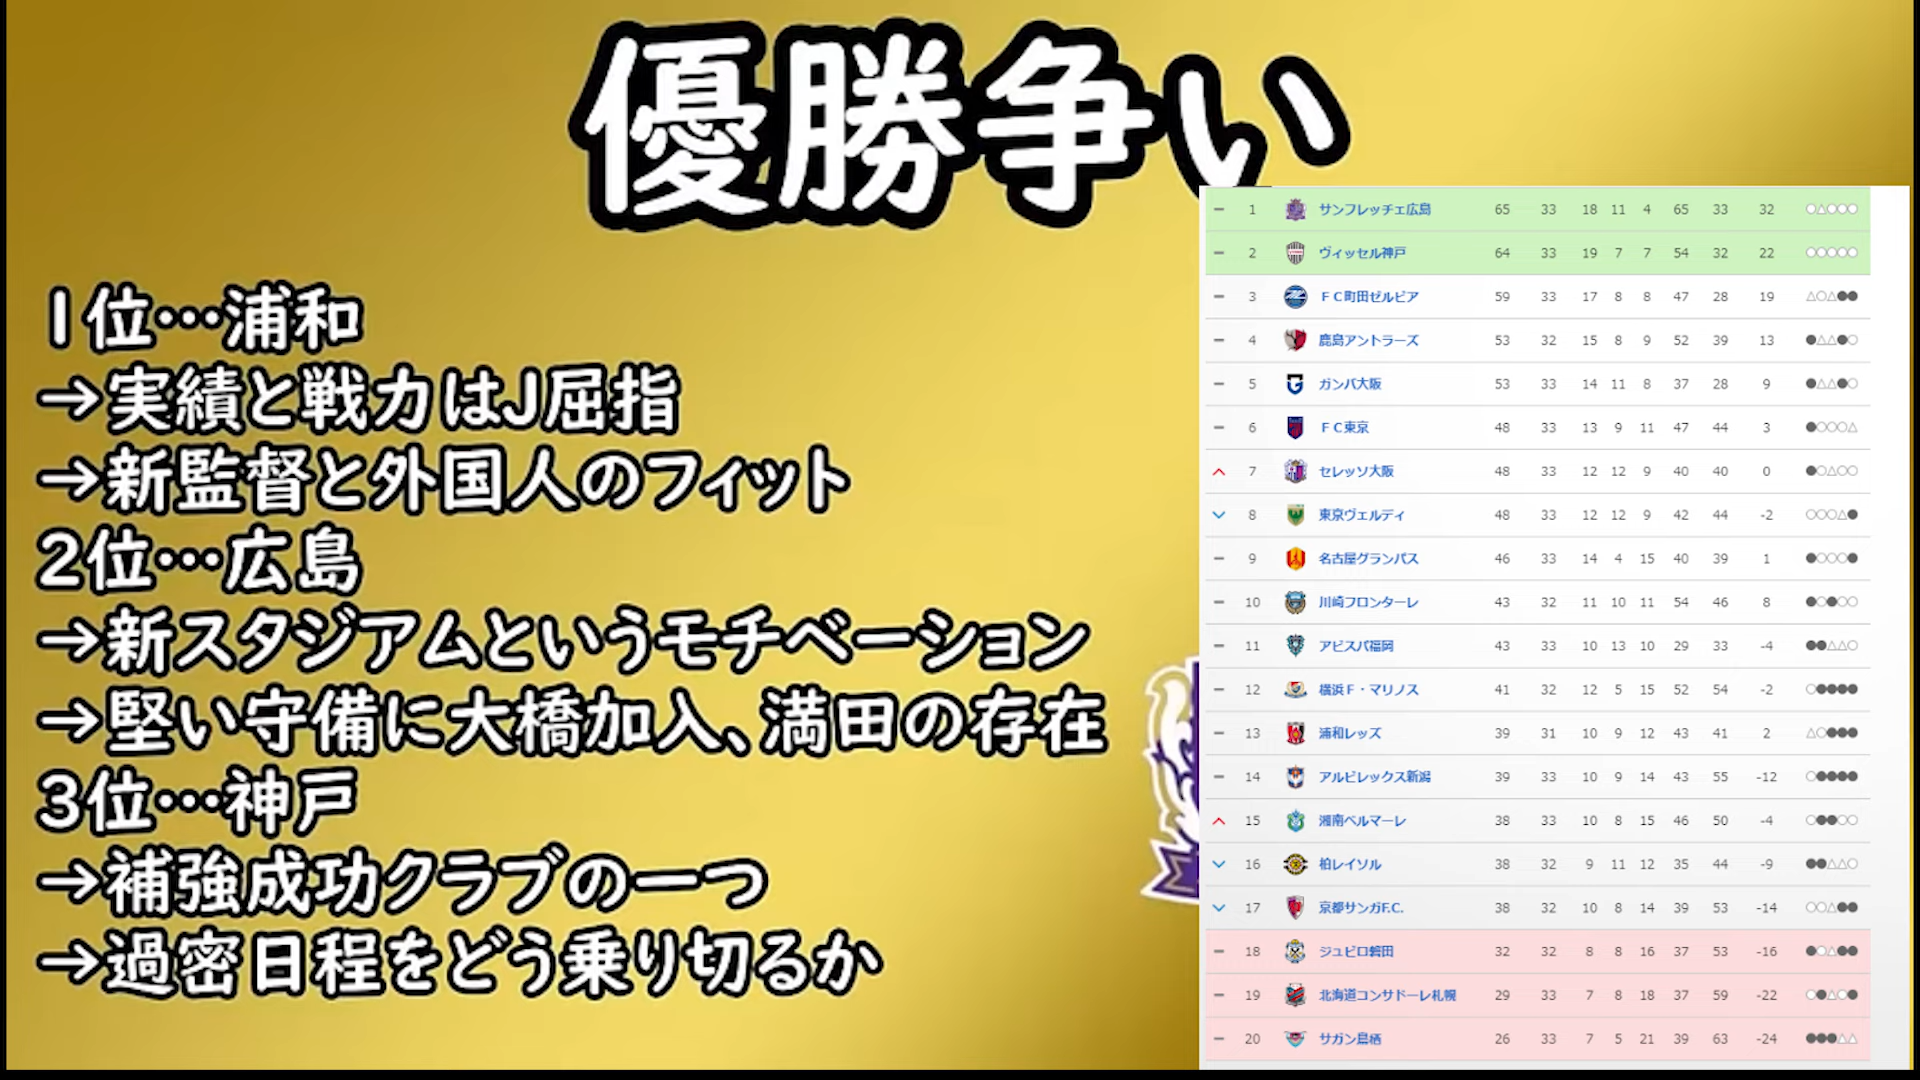 優勝争い
1位…浦和
→実績と戦力はJ屈指
→新監督と外国人のフィット
2位…広島
→新スタジアムというモチベーション
→堅い守備に大橋加入、満田の存在
3位…神戸
→補強成功クラブの一つ
→過密日程をどう乗り切るか
1 サンフレッチェ広島 65 33 18 11 4 65 33 32 ○△○○○
2 ヴィッセル神戸 64 33 19 7 7 54 32 22 ○○○○○
3 FC町田ゼルビア 59 33 17 8 8 47 28 19 △○△●●
4 鹿島アントラーズ 53 32 15 8 9 52 39 13 ●△△●○
5 ガンバ大阪 53 33 14 11 8 37 28 9 ●△△●○
6 FC東京 48 33 13 9 11 47 44 3 ●○○○△
7 セレッソ大阪 48 33 12 12 9 40 40 0 ●○△○○
8 東京ヴェルディ 48 33 12 12 9 42 44 -2 ○○○△●
9 名古屋グランパス 46 33 14 4 15 40 39 1 ●○○○●
10 川崎フロンターレ 43 32 11 10 11 54 46 8 ●○●○○
11 アビスパ福岡 43 33 10 13 10 29 33 -4 ●●△△○
12 横浜F・マリノス 41 32 12 5 15 52 54 -2 ○●●●●
13 浦和レッズ 39 31 10 9 12 43 41 2 △○●●●
14 アルビレックス新潟 39 33 10 9 14 43 55 -12 ○●●●●
15 湘南ベルマーレ 38 33 10 8 15 46 50 -4 ○●●○○
16 柏レイソル 38 32 9 11 12 35 44 -9 ●●△△○
17 京都サンガF.C. 38 32 10 8 14 39 53 -14 ○○△●●
18 ジュビロ磐田 32 32 8 8 16 37 53 -16 ●○△●●
19 北海道コンサドーレ札幌 29 33 7 8 18 37 59 -22 ○●△○●
20 サガン鳥栖 26 33 7 5 21 39 63 -24 ●●●△△